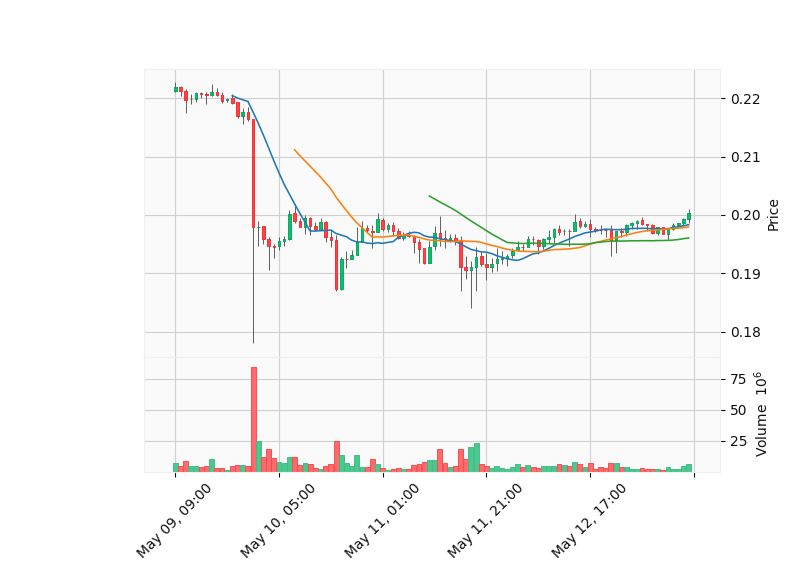 0.22
0.21
0.20
0.19
0.18
Price
75
50
25
Volume 10^6
May 09, 09:00
May 10, 05:00
May 11, 01:00
May 11, 21:00
May 12, 17:00